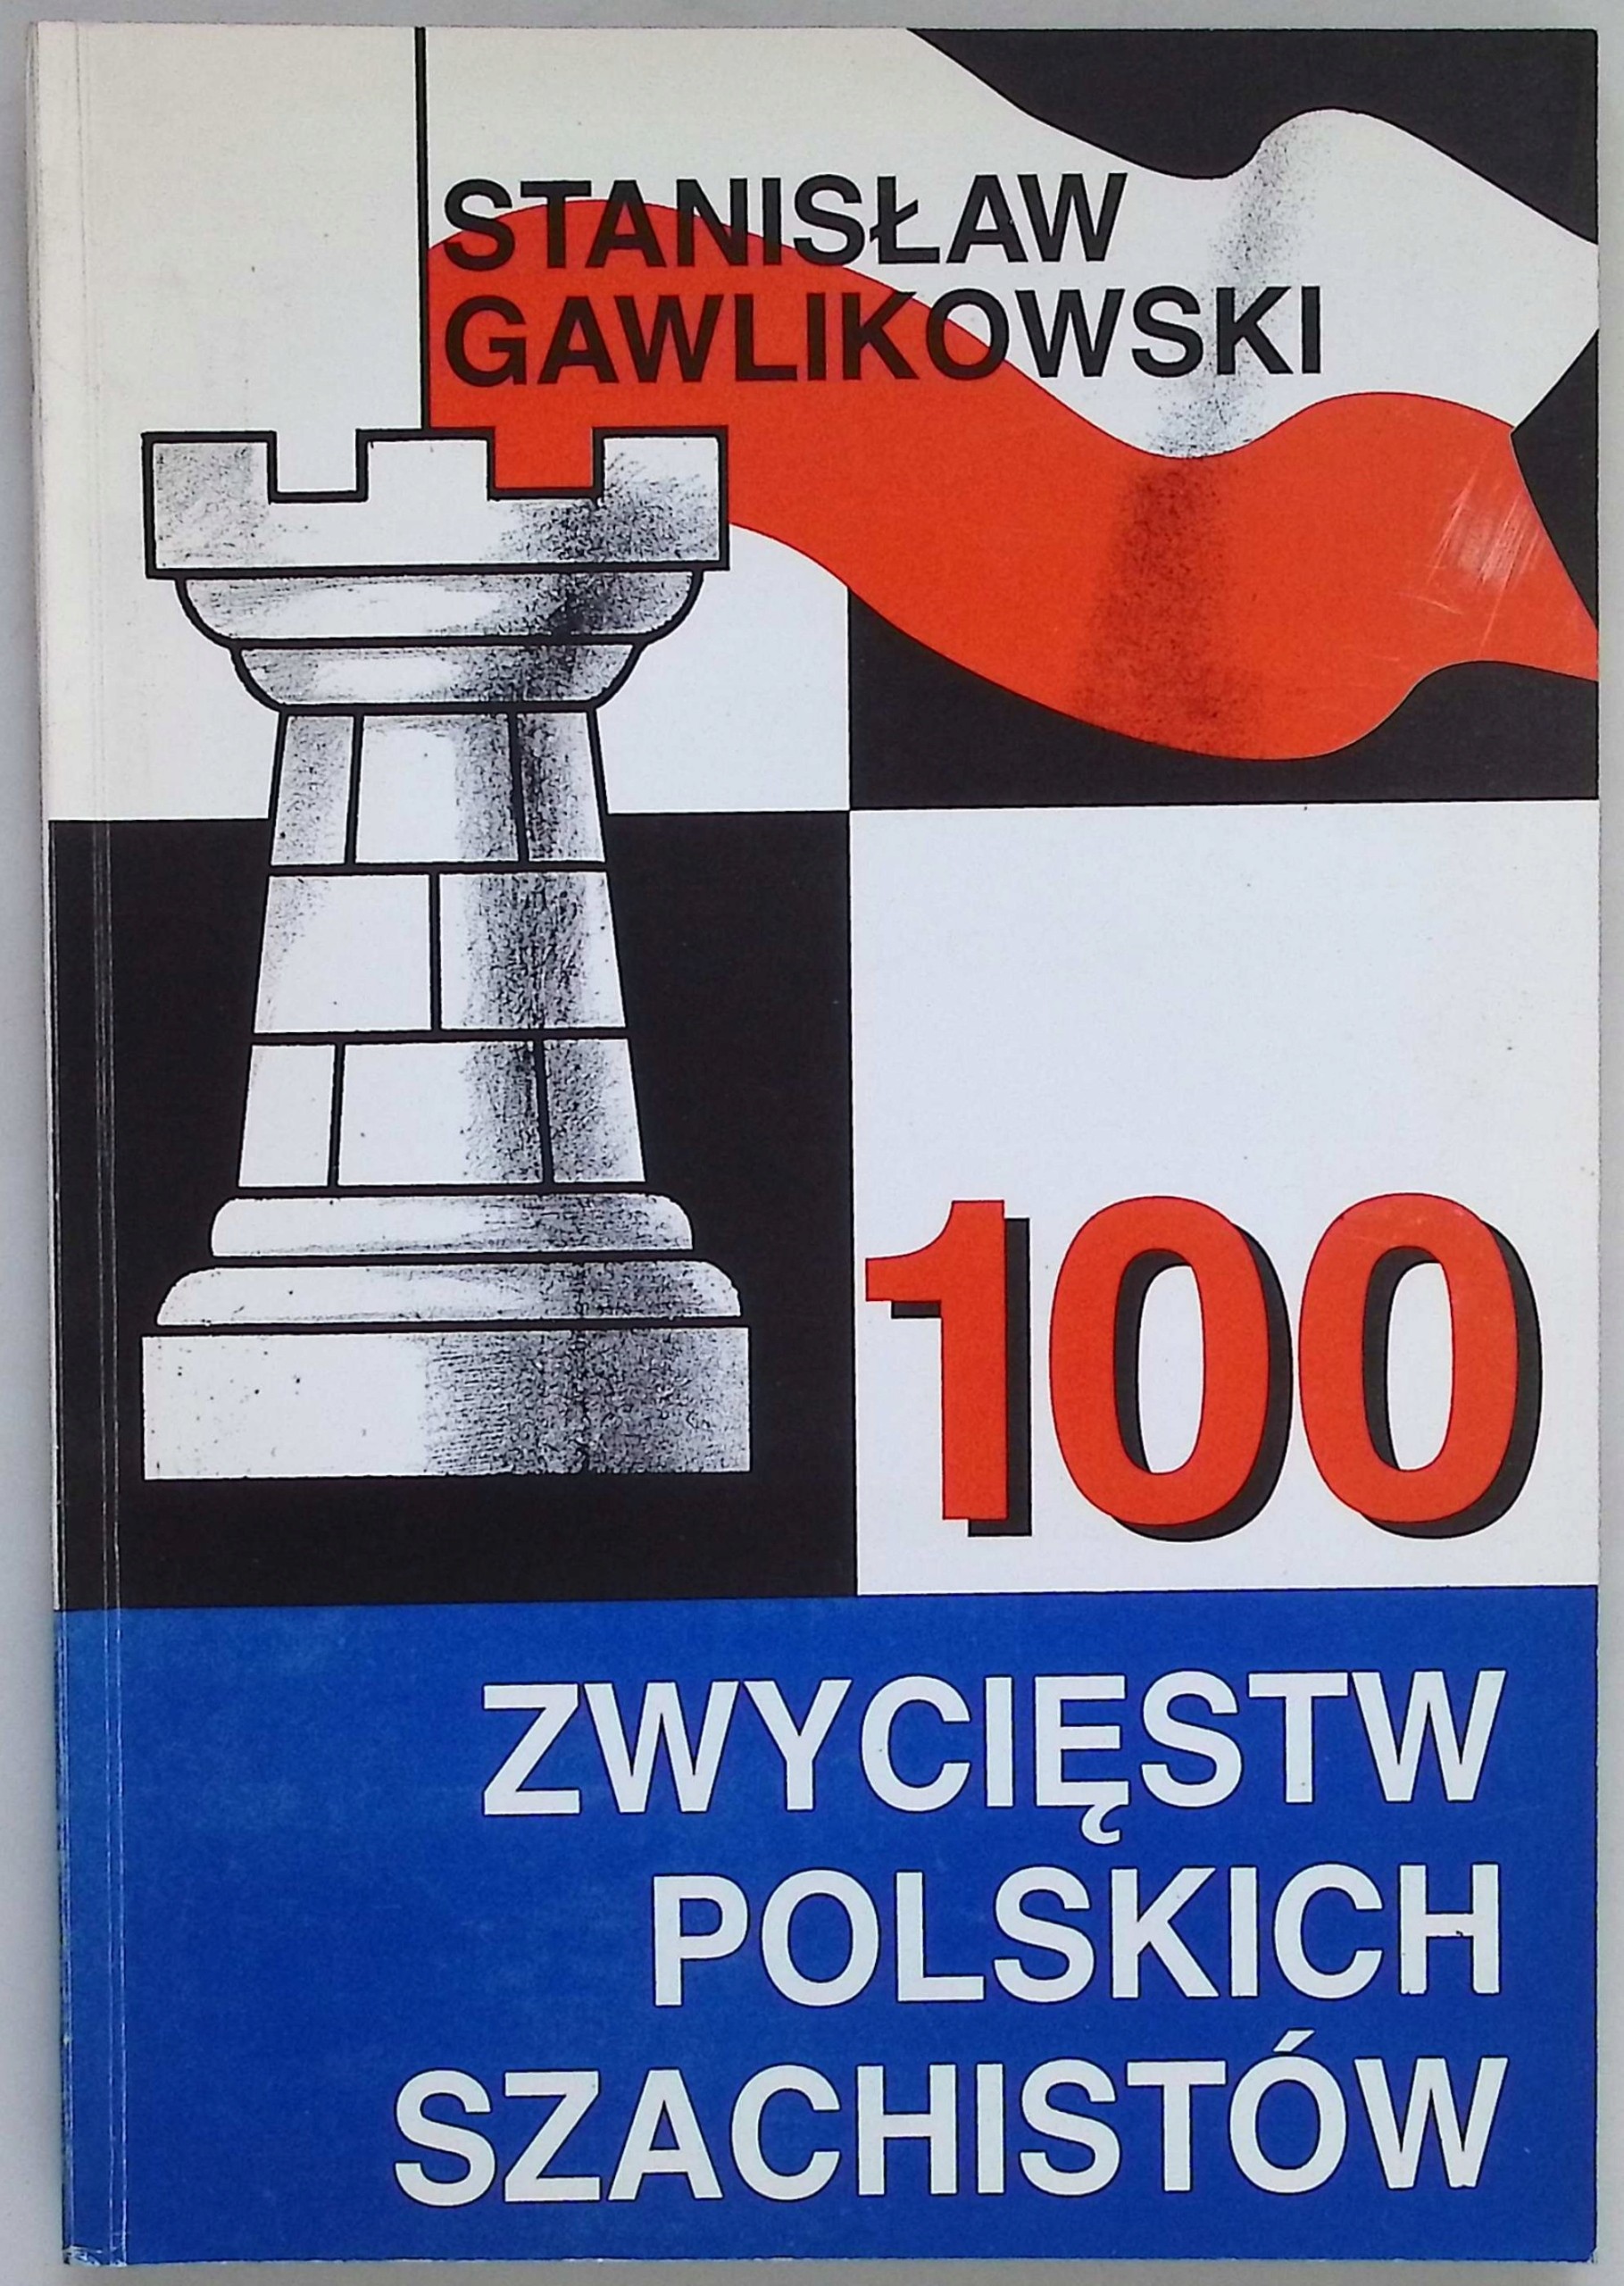 STANISŁAW
GAWLIKOWSKI
100
ZWYCIĘSTW
POLSKICH
SZACHISTÓW